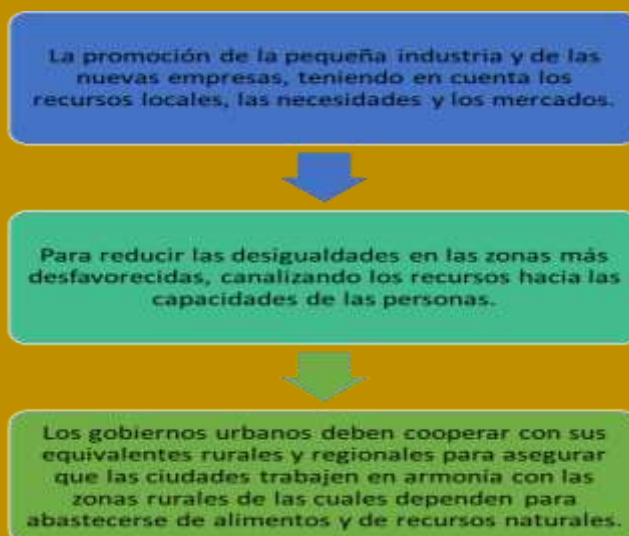 La promoción de la pequeña industria y de las
nuevas empresas, teniendo en cuenta los
recursos locales, las necesidades y los mercados.
Para reducir las desigualdades en las zonas más
desfavorecidas, canalizando los recursos hacia las
capacidades de las personas.
Los gobiernos urbanos deben cooperar con sus
equivalentes rurales y regionales para asegurar
que las ciudades trabajen en armonía con las
zonas rurales de las cuales dependen para
abastecerse de alimentos y de recursos naturales.